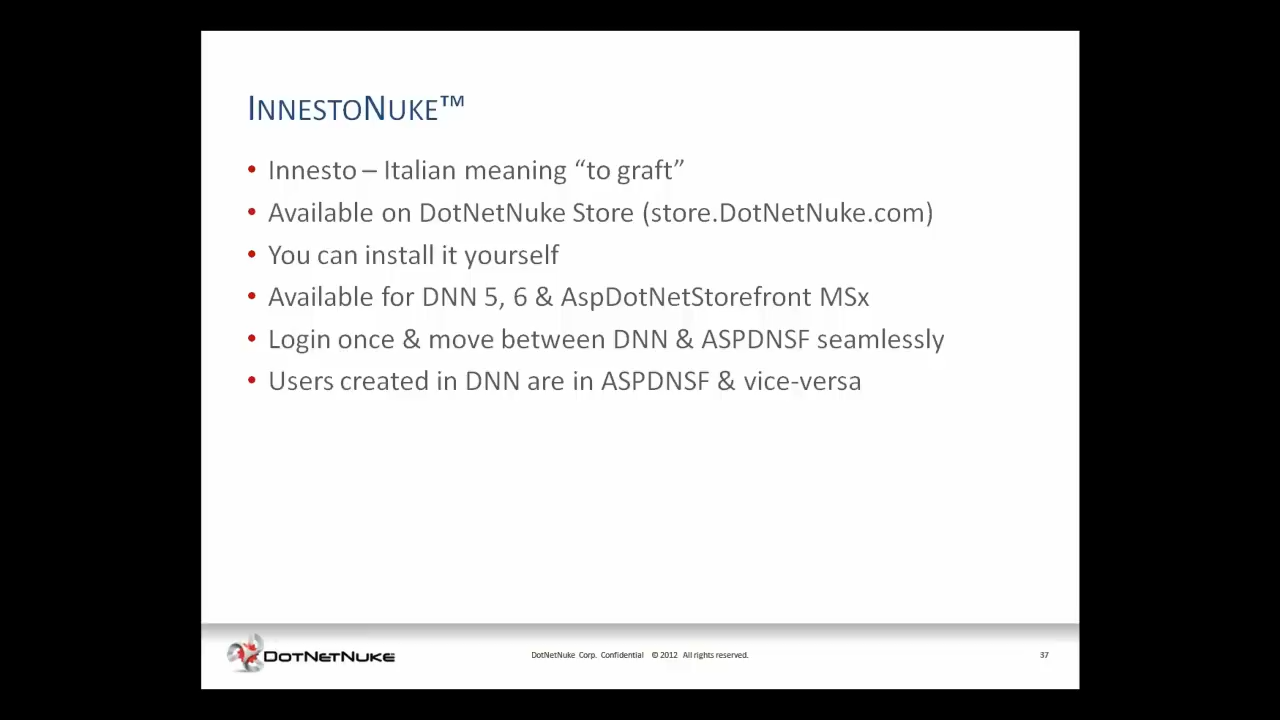 INNESTONUKE™
• Innesto – Italian meaning “to graft”
• Available on DotNetNuke Store (store.DotNetNuke.com)
• You can install it yourself
• Available for DNN 5, 6 & AspDotNetStorefront MSx
• Login once & move between DNN & ASPDNSF seamlessly
• Users created in DNN are in ASPDNSF & vice-versa
DOTNETNUKE
DotNetNuke Corp. Confidential © 2012 All rights reserved.
37